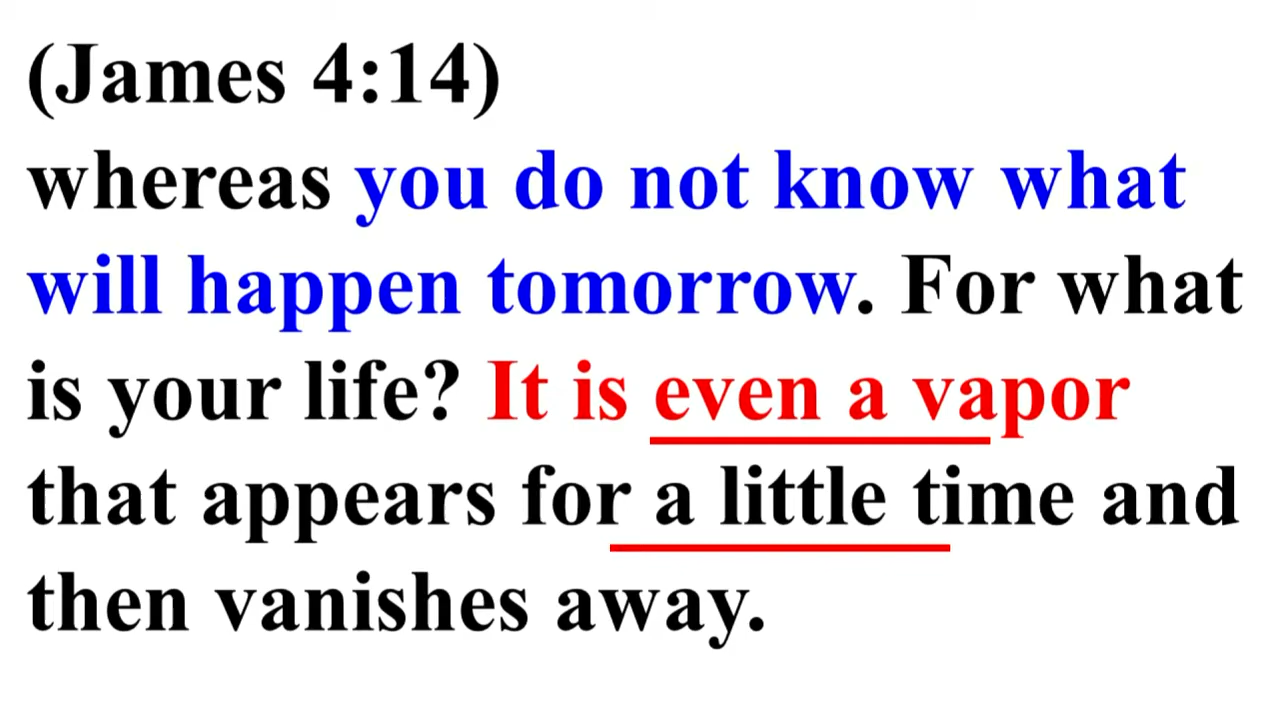 (James 4:14)
whereas you do not know what
will happen tomorrow. For what
is your life? It is even a vapor
that appears for a little time and
then vanishes away.